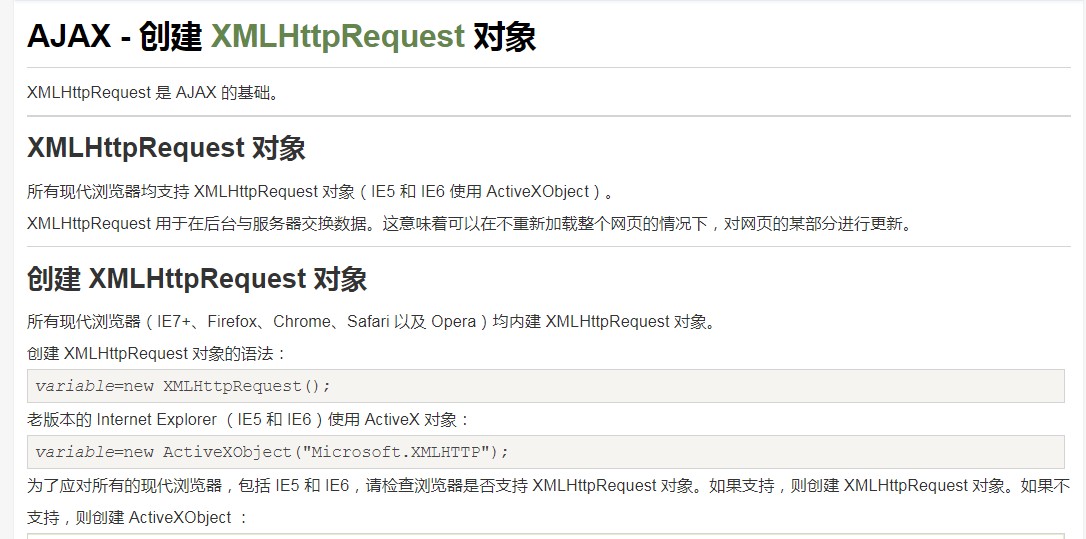 AJAX - 创建 XMLHttpRequest 对象
XMLHttpRequest 是 AJAX 的基础。
XMLHttpRequest 对象
所有现代浏览器均支持 XMLHttpRequest 对象（IE5 和 IE6 使用 ActiveXObject）。
XMLHttpRequest 用于在后台与服务器交换数据。这意味着可以在不重新加载整个网页的情况下，对网页的某部分进行更新。
创建 XMLHttpRequest 对象
所有现代浏览器（IE7+、Firefox、Chrome、Safari 以及 Opera）均内建 XMLHttpRequest 对象。
创建 XMLHttpRequest 对象的语法：
variable=new XMLHttpRequest();
老版本的 Internet Explorer （IE5 和 IE6）使用 ActiveX 对象：
variable=new ActiveXObject("Microsoft.XMLHTTP");
为了应对所有的现代浏览器，包括 IE5 和 IE6，请检查浏览器是否支持 XMLHttpRequest 对象。如果支持，则创建 XMLHttpRequest 对象。如果不
支持，则创建 ActiveXObject ：